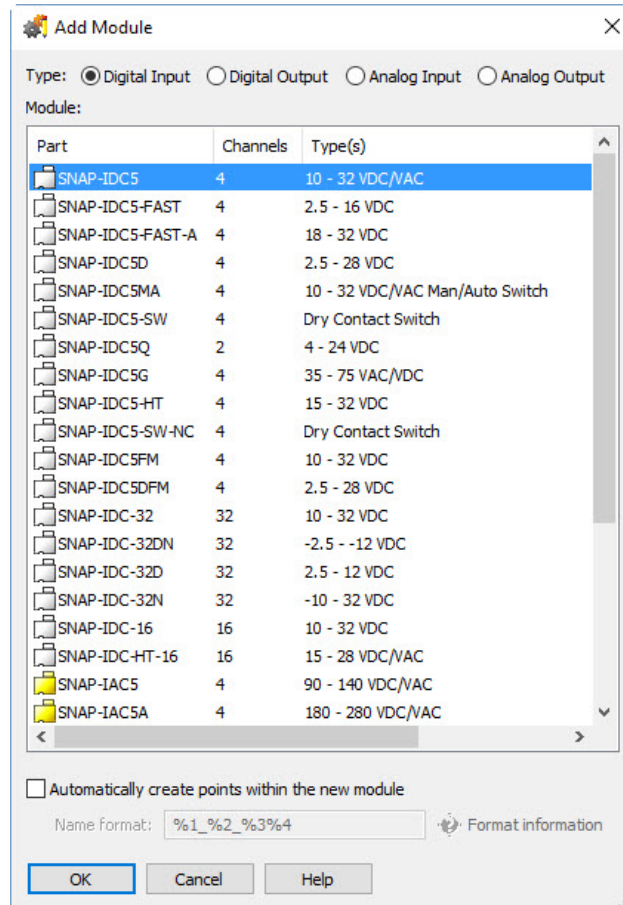 Add Module
Type: Digital Input Digital Output Analog Input Analog Output
Module:
Part Channels Type(s)
SNAP-IDC5 4 10 - 32 VDC/VAC
SNAP-IDC5-FAST 4 2.5 - 16 VDC
SNAP-IDC5-FAST-A 4 18 - 32 VDC
SNAP-IDC5D 4 2.5 - 28 VDC
SNAP-IDC5MA 4 10 - 32 VDC/VAC Man/Auto Switch
SNAP-IDC5-SW 4 Dry Contact Switch
SNAP-IDC5Q 2 4 - 24 VDC
SNAP-IDC5G 4 35 - 75 VAC/VDC
SNAP-IDC5-HT 4 15 - 32 VDC
SNAP-IDC5-SW-NC 4 Dry Contact Switch
SNAP-IDC5FM 4 10 - 32 VDC
SNAP-IDC5DFM 4 2.5 - 28 VDC
SNAP-IDC-32 32 10 - 32 VDC
SNAP-IDC-32DN 32 -2.5 - -12 VDC
SNAP-IDC-32D 32 2.5 - 12 VDC
SNAP-IDC-32N 32 -10 - 32 VDC
SNAP-IDC-16 16 10 - 32 VDC
SNAP-IDC-HT-16 16 15 - 28 VDC/VAC
SNAP-IAC5 4 90 - 140 VDC/VAC
SNAP-IAC5A 4 180 - 280 VDC/VAC
Automatically create points within the new module
Name format: %1_%2_%3%4 Format information
OK Cancel Help